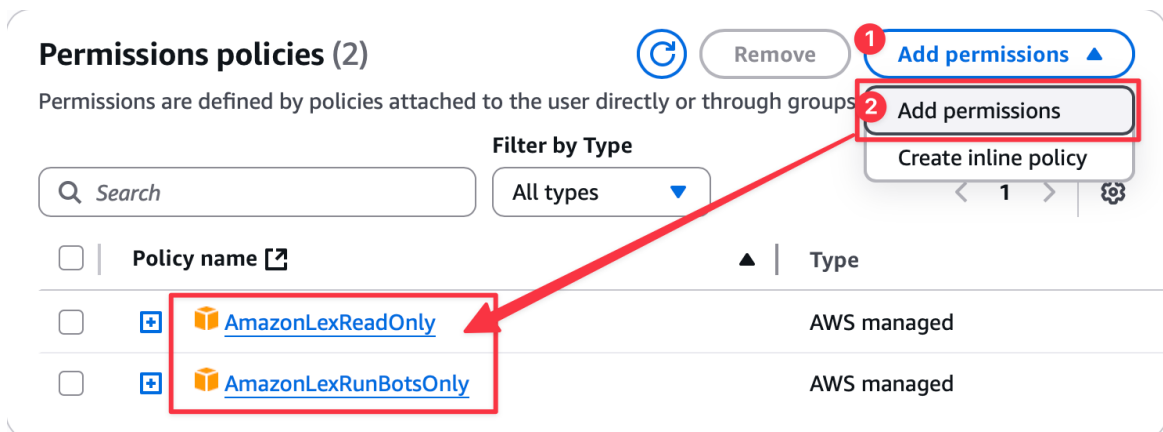 Permissions policies (2)
Remove
1
Add permissions
Permissions are defined by policies attached to the user directly or through groups
2
Add permissions
Create inline policy
Filter by Type
Search
All types
1
Policy name
Type
AmazonLexReadOnly
AWS managed
AmazonLexRunBotsOnly
AWS managed